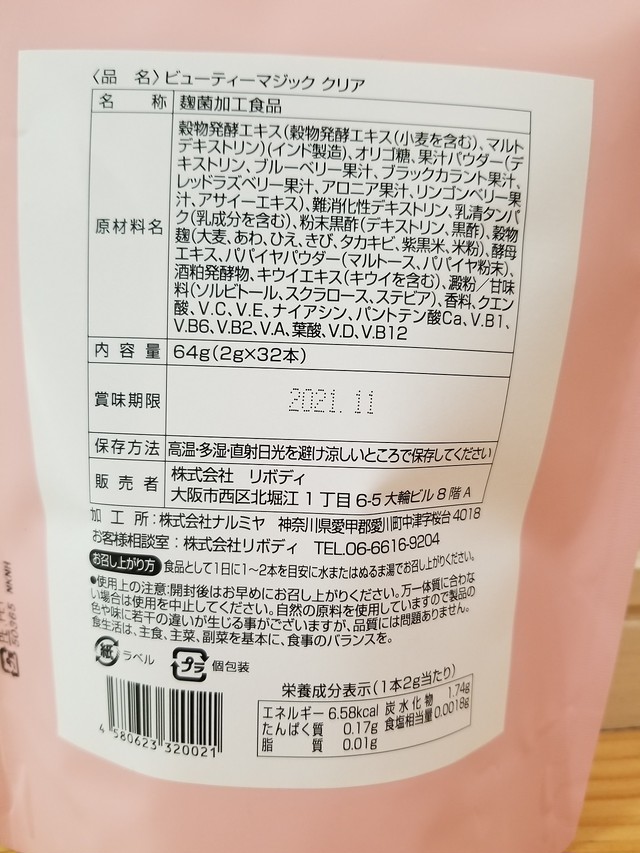 〈品 名〉ビューティーマジック クリア
名 称 麹菌加工食品
原材料名
穀物発酵エキス(穀物発酵エキス(小麦を含む)、マルト
デキストリン)(インド製造)、オリゴ糖、果汁パウダー(デ
キストリン、ブルーベリー果汁、ブラックカラント果汁、
レッドラズベリー果汁、アロニア果汁、リンゴンベリー果
汁、アサイーエキス)、難消化性デキストリン、乳清タンパ
ク(乳成分を含む)、粉末黒酢(デキストリン、黒酢)、穀物
麹(大麦、あわ、ひえ、きび、タカキビ、紫黒米、米粉)、酵母
エキス、パパイヤパウダー(マルトース、パパイヤ粉末)、
酒粕発酵物、キウイエキス(キウイを含む)、澱粉／甘味
料(ソルビトール、スクラロース、ステビア)、香料、クエン
酸、V.C、V.E、ナイアシン、パントテン酸Ca、V.B1、
V.B6、V.B2、V.A、葉酸、V.D、V.B12
内容量 64g(2g×32本)
賞味期限 2021.11
保存方法 高温・多湿・直射日光を避け涼しいところで保存してください
販売者 株式会社 リボディ
大阪市西区北堀江1丁目6-5大輪ビル8階A
加工所：株式会社ナルミヤ 神奈川県愛甲郡愛川町中津字桜台4018
お客様相談室：株式会社リボディ TEL.06-6616-9204
お召し上がり方 食品として1日に1〜2本を目安に水またはぬるま湯でお召し上がりください。
●使用上の注意:開封後はお早めにお召し上がりください。万一体質に合わな
い場合は使用を中止してください。自然の原料を使用していますので製品の
色や味に若干の違いが生じる事がございますが、品質には問題ありません。
食生活は、主食、主菜、副菜を基本に、食事のバランスを。
紙 ラベル プラ 個包装
4 580623 320021
栄養成分表示(1本2g当たり)
エネルギー 6.58kcal 炭水化物 1.74g
たんぱく質 0.17g 食塩相当量 0.0018g
脂質 0.01g